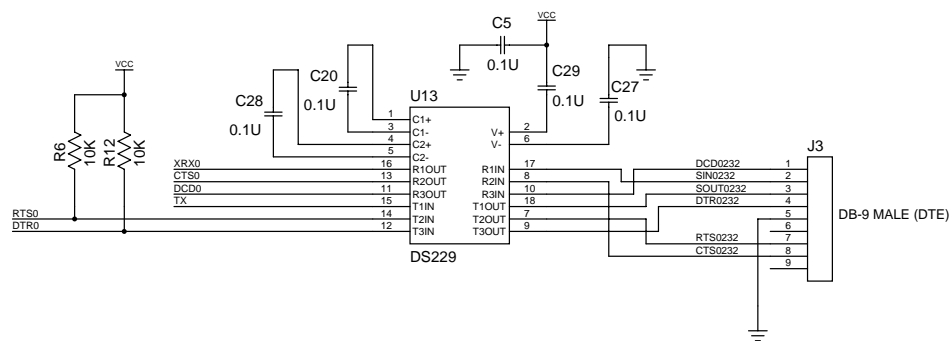 VCC
C5
0.1U
VCC
C20
0.1U
C29
0.1U
C27
0.1U
C28
0.1U
U13
R6
10K
R12
10K
1 C1+
3 C1-
4 C2+
5 C2-
16 R1OUT
13 R2OUT
11 R3OUT
15 T1IN
14 T2IN
12 T3IN
V+ 2
V- 6
R1IN 17
R2IN 8
R3IN 10
T1OUT 18
T2OUT 7
T3OUT 9
DS229
XRX0
CTS0
DCD0
TX
RTS0
DTR0
J3
DCD0232 1
SIN0232 2
SOUT0232 3
DTR0232 4
5
6
RTS0232 7
CTS0232 8
9
DB-9 MALE (DTE)